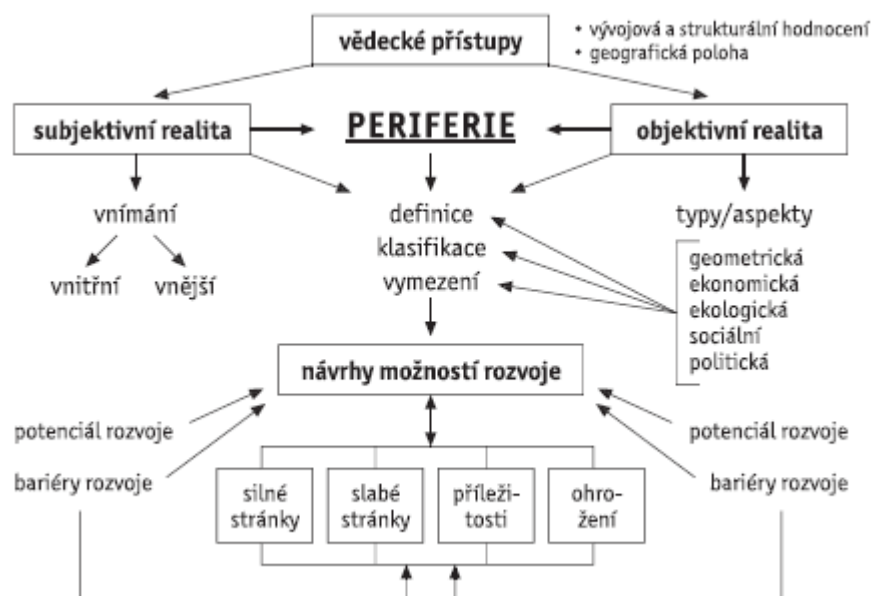 vědecké přístupy
• vývojová a strukturální hodnocení
• geografická poloha
subjektivní realita
PERIFERIE
objektivní realita
vnímání
definice
typy/aspekty
klasifikace
vnitřní
vnější
vymezení
geometrická
ekonomická
ekologická
sociální
politická
návrhy možností rozvoje
potenciál rozvoje
potenciál rozvoje
bariéry rozvoje
bariéry rozvoje
silné
stránky
slabé
stránky
příleži-
tosti
ohro-
žení